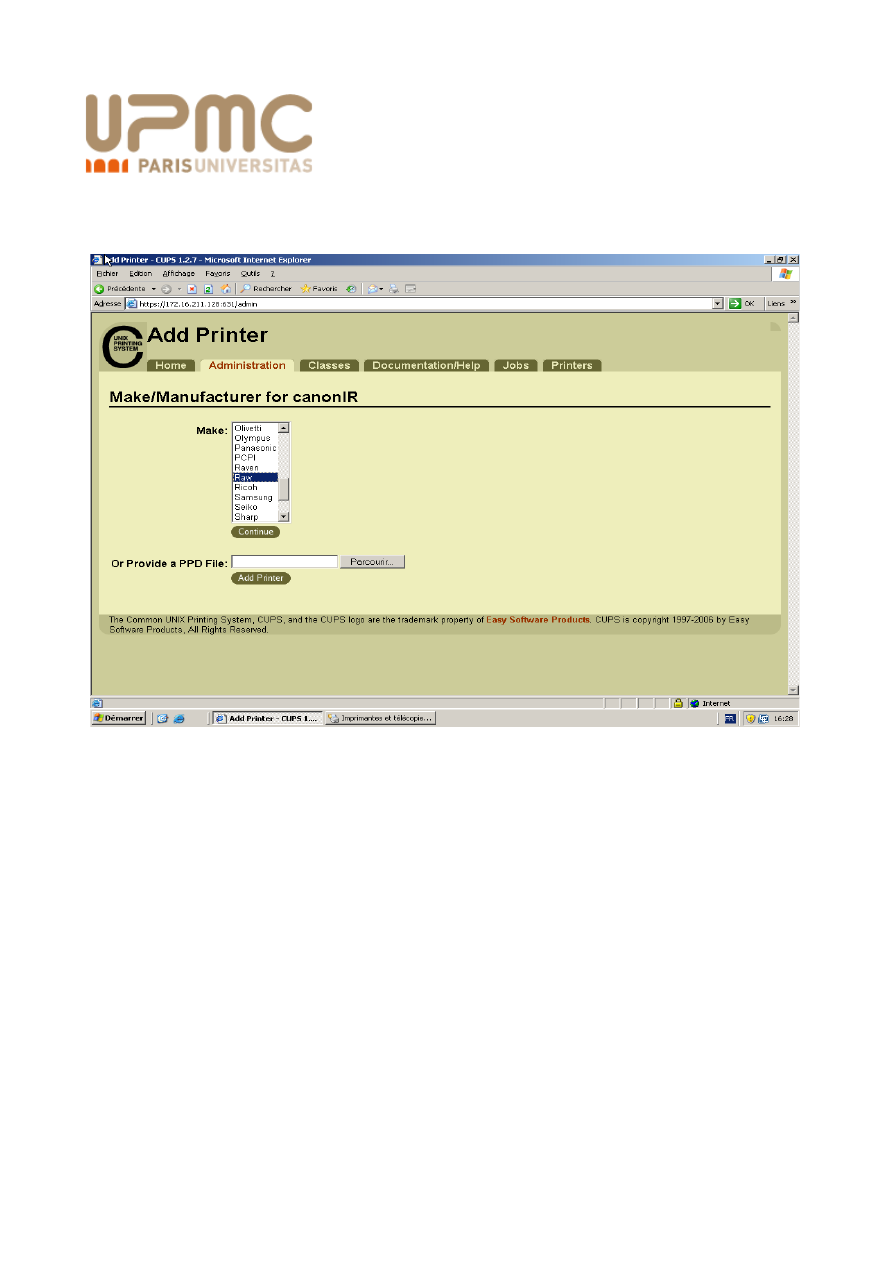 UPMC
PARISUNIVERSITAS
Add Printer - CUPS 1.2.7 - Microsoft Internet Explorer
Fichier Edition Affichage Favoris Outils ?
Précédente Rechercher Favoris
Adresse https://172.16.211.128:631/admin OK Liens »
UNIX PRINTING SYSTEM
Add Printer
Home Administration Classes Documentation/Help Jobs Printers
Make/Manufacturer for canonIR
Make:
Olivetti
Olympus
Panasonic
PCPI
Raven
Raw
Ricoh
Samsung
Seiko
Sharp
Continue
Or Provide a PPD File: Parcourir...
Add Printer
The Common UNIX Printing System, CUPS, and the CUPS logo are the trademark property of Easy Software Products. CUPS is copyright 1997-2006 by Easy
Software Products, All Rights Reserved.
Internet
Démarrer Add Printer - CUPS 1.... Imprimantes et télécopie... FR 16:28